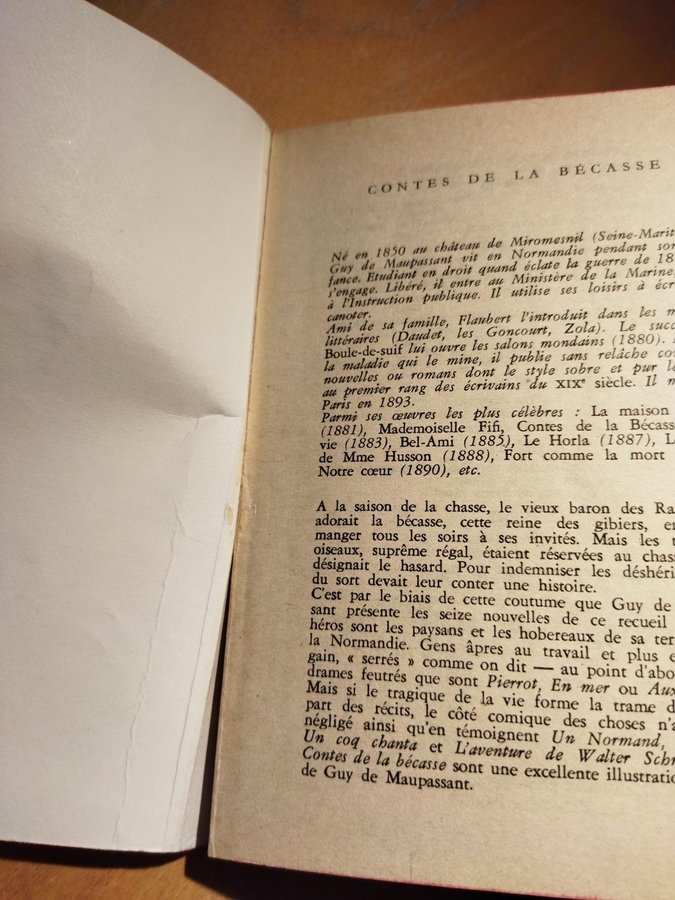 CONTES DE LA BÉCASSE
Né en 1850 au château de Miromesnil (Seine-Marit
Guy de Maupassant vit en Normandie pendant son
fance. Etudiant en droit quand éclate la guerre de 18
s'engage. Libéré, il entre au Ministère de la Marine,
à l'Instruction publique. Il utilise ses loisirs à écr
canoter.
Ami de sa famille, Flaubert l'introduit dans les m
littéraires (Daudet, les Goncourt, Zola). Le succ
Boule-de-suif lui ouvre les salons mondains (1880).
la maladie qui le mine, il publie sans relâche co
nouvelles ou romans dont le style sobre et pur le
au premier rang des écrivains du XIXe siècle. Il m
Paris en 1893.
Parmi ses œuvres les plus célèbres : La maison
(1881), Mademoiselle Fifi, Contes de la Bécass
vie (1883), Bel-Ami (1885), Le Horla (1887), L
de Mme Husson (1888), Fort comme la mort
Notre cœur (1890), etc.
A la saison de la chasse, le vieux baron des Ra
adorait la bécasse, cette reine des gibiers, en
manger tous les soirs à ses invités. Mais les t
oiseaux, suprême régal, étaient réservées au chass
désignait le hasard. Pour indemniser les déshéri
du sort devait leur conter une histoire.
C'est par le biais de cette coutume que Guy de
sant présente les seize nouvelles de ce recueil
héros sont les paysans et les hobereaux de sa ter
la Normandie. Gens âpres au travail et plus e
gain, « serrés » comme on dit — au point d'abo
drames feutrés que sont Pierrot, En mer ou Aux
Mais si le tragique de la vie forme la trame d
part des récits, le côté comique des choses n'a
négligé ainsi qu'en témoignent Un Normand,
Un coq chanta et L'aventure de Walter Schn
Contes de la bécasse sont une excellente illustrati
de Guy de Maupassant.